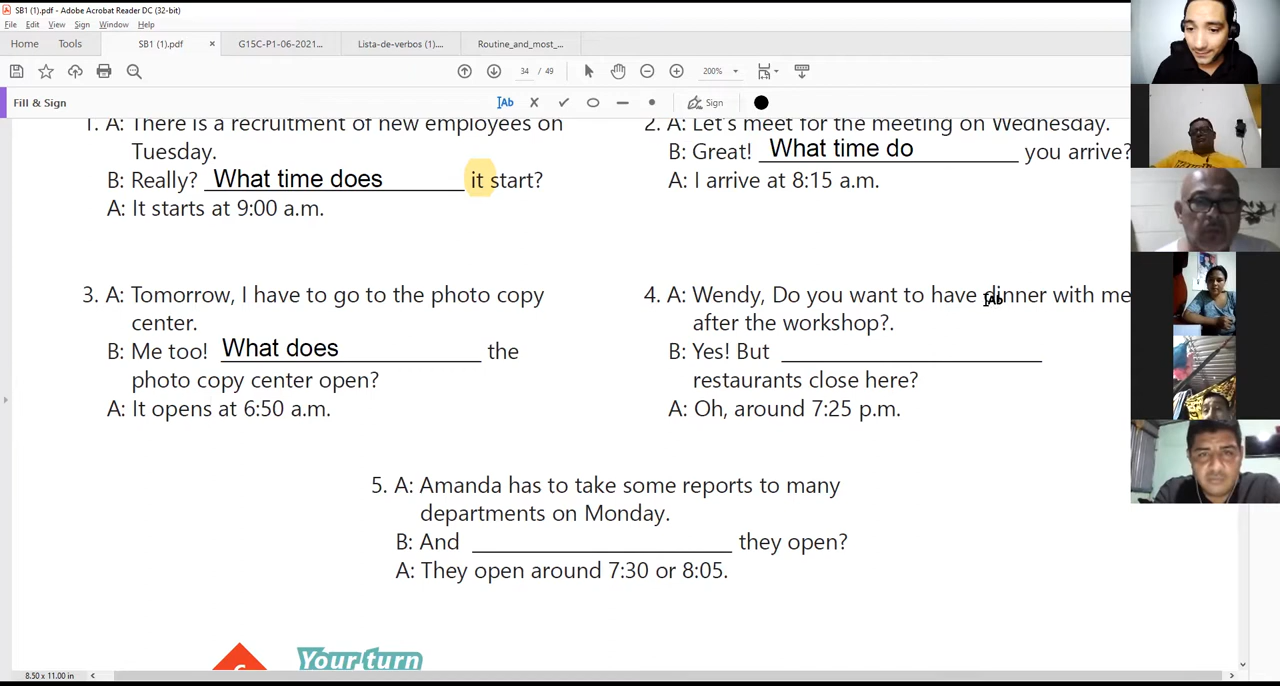 SB1 (1).pdf - Adobe Acrobat Reader DC (32-bit)
File Edit View Sign Window Help
Home Tools SB1 (1).pdf × G15C-P1-06-2021... Lista-de-verbos (1).... Routine_and_most_...
34 / 49 200%
Fill & Sign IAb Sign
1. A: There is a recruitment of new employees on
Tuesday.
B: Really? What time does it start?
A: It starts at 9:00 a.m.
2. A: Let's meet for the meeting on Wednesday.
B: Great! What time do you arrive?
A: I arrive at 8:15 a.m.
3. A: Tomorrow, I have to go to the photo copy
center.
B: Me too! What does the
photo copy center open?
A: It opens at 6:50 a.m.
4. A: Wendy, Do you want to have dinner with me
after the workshop?.
B: Yes! But
restaurants close here?
A: Oh, around 7:25 p.m.
5. A: Amanda has to take some reports to many
departments on Monday.
B: And they open?
A: They open around 7:30 or 8:05.
Your turn
8.50 x 11.00 in